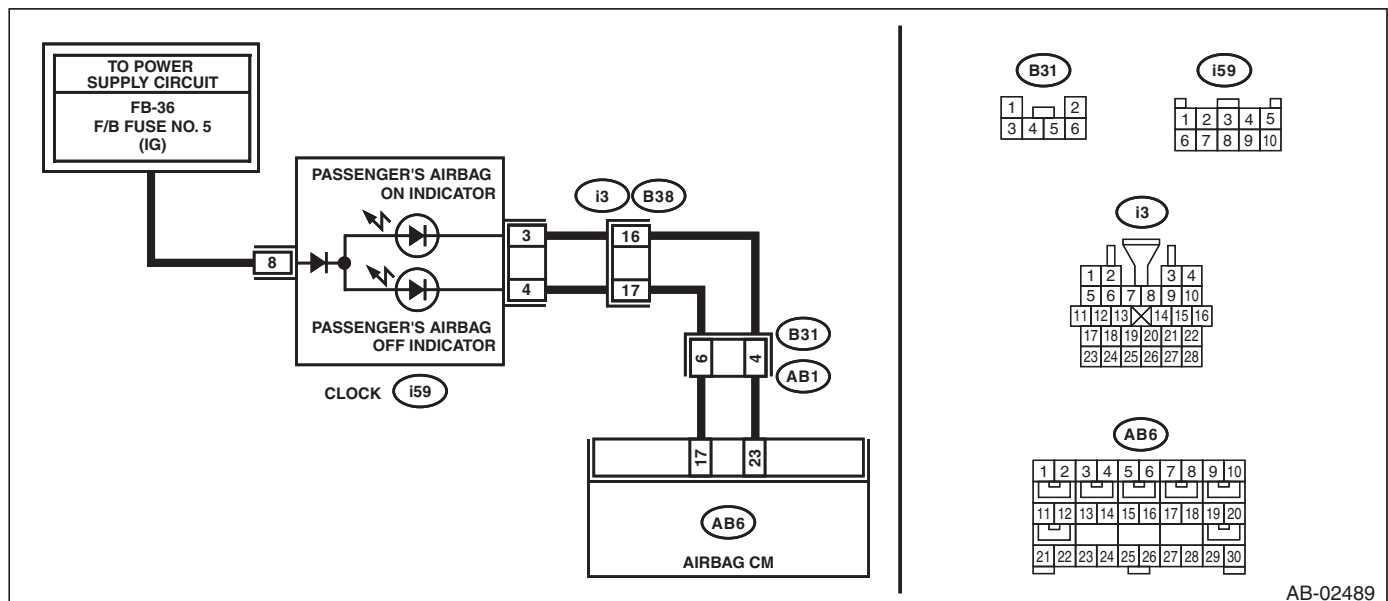 TO POWER
SUPPLY CIRCUIT
FB-36
F/B FUSE NO. 5
(IG)
PASSENGER'S AIRBAG
ON INDICATOR
8
3
4
PASSENGER'S AIRBAG
OFF INDICATOR
CLOCK i59
i3 B38
16
17
6 4
B31
AB1
17 23
AB6
AIRBAG CM
B31
1 2
3 4 5 6
i59
1 2 3 4 5
6 7 8 9 10
i3
1 2 3 4
5 6 7 8 9 10
11 12 13 14 15 16
17 18 19 20 21 22
23 24 25 26 27 28
AB6
1 2 3 4 5 6 7 8 9 10
11 12 13 14 15 16 17 18 19 20
21 22 23 24 25 26 27 28 29 30
AB-02489